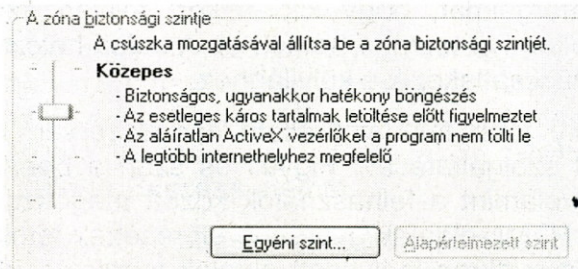 A zóna biztonsági szintje
A csúszka mozgatásával állítsa be a zóna biztonsági szintjét.
Közepes
- Biztonságos, ugyanakkor hatékony böngészés
- Az esetleges káros tartalmak letöltése előtt figyelmeztet
- Az aláíratlan ActiveX vezérlőket a program nem tölti le
- A legtöbb internethelyhez megfelelő
Egyéni szint... Alapértelmezett szint